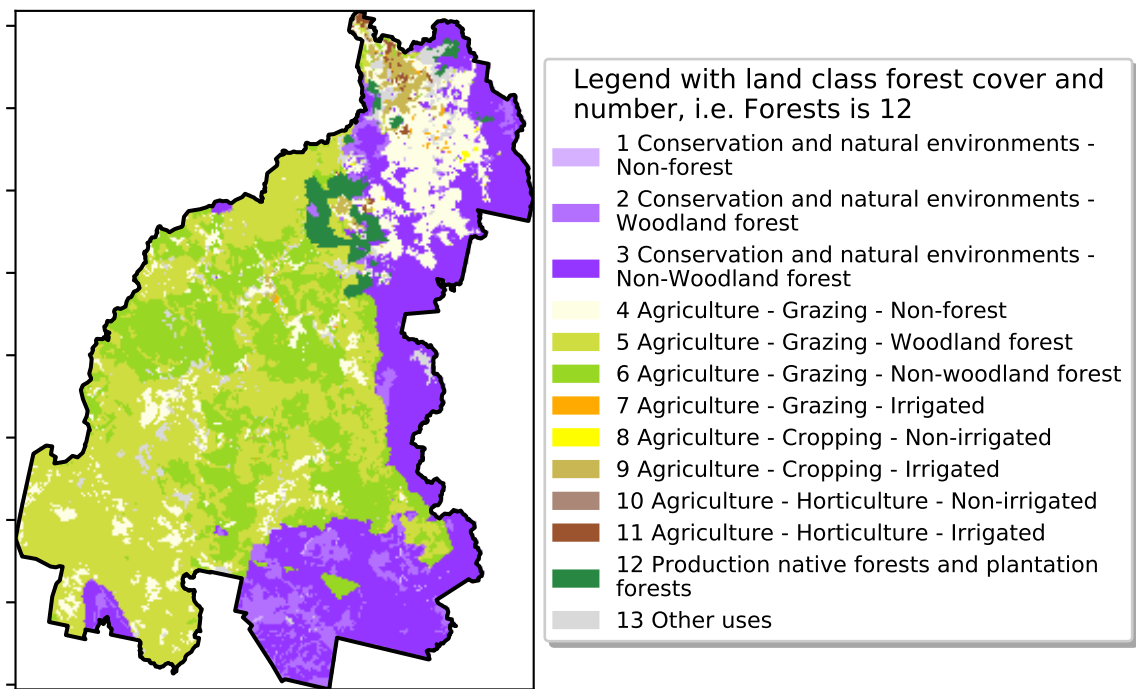 Legend with land class forest cover and
number, i.e. Forests is 12
1 Conservation and natural environments -
Non-forest
2 Conservation and natural environments -
Woodland forest
3 Conservation and natural environments -
Non-Woodland forest
4 Agriculture - Grazing - Non-forest
5 Agriculture - Grazing - Woodland forest
6 Agriculture - Grazing - Non-woodland forest
7 Agriculture - Grazing - Irrigated
8 Agriculture - Cropping - Non-irrigated
9 Agriculture - Cropping - Irrigated
10 Agriculture - Horticulture - Non-irrigated
11 Agriculture - Horticulture - Irrigated
12 Production native forests and plantation
forests
13 Other uses